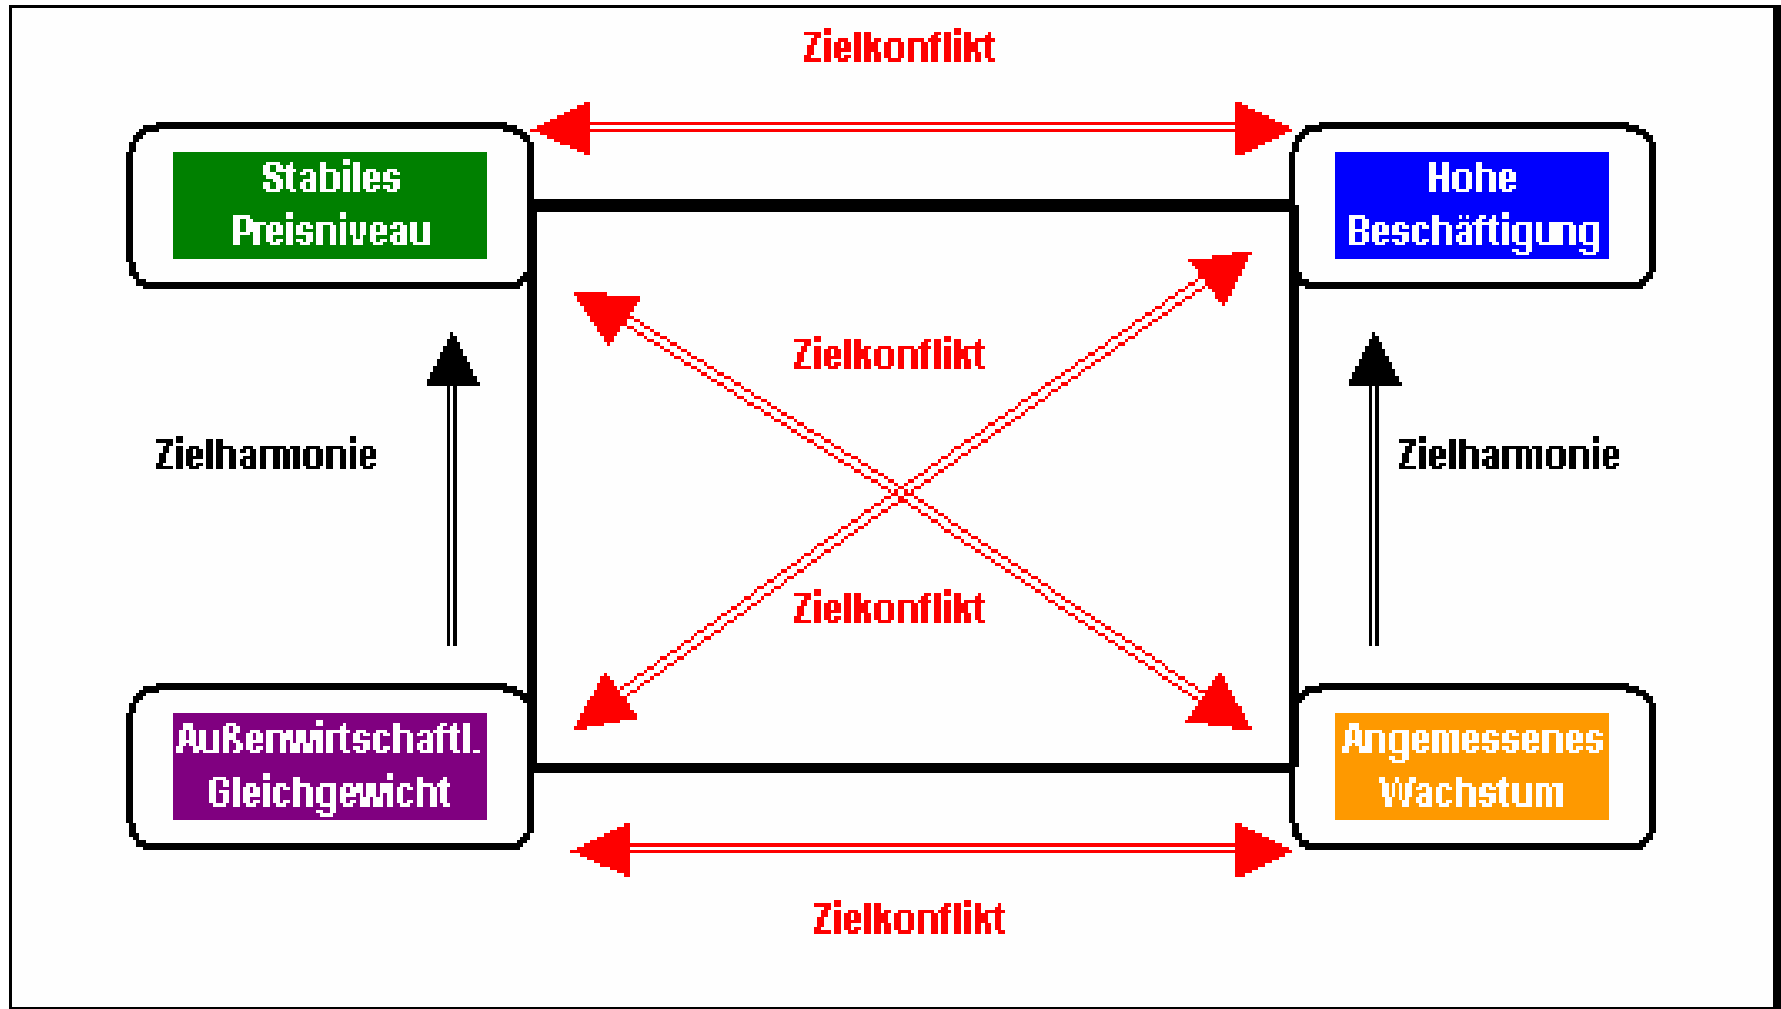 Zielkonflikt
Stabiles
Preisniveau
Hohe
Beschäftigung
Zielkonflikt
Zielharmonie
Zielharmonie
Zielkonflikt
Außenwirtschaftl.
Gleichgewicht
Angemessenes
Wachstum
Zielkonflikt